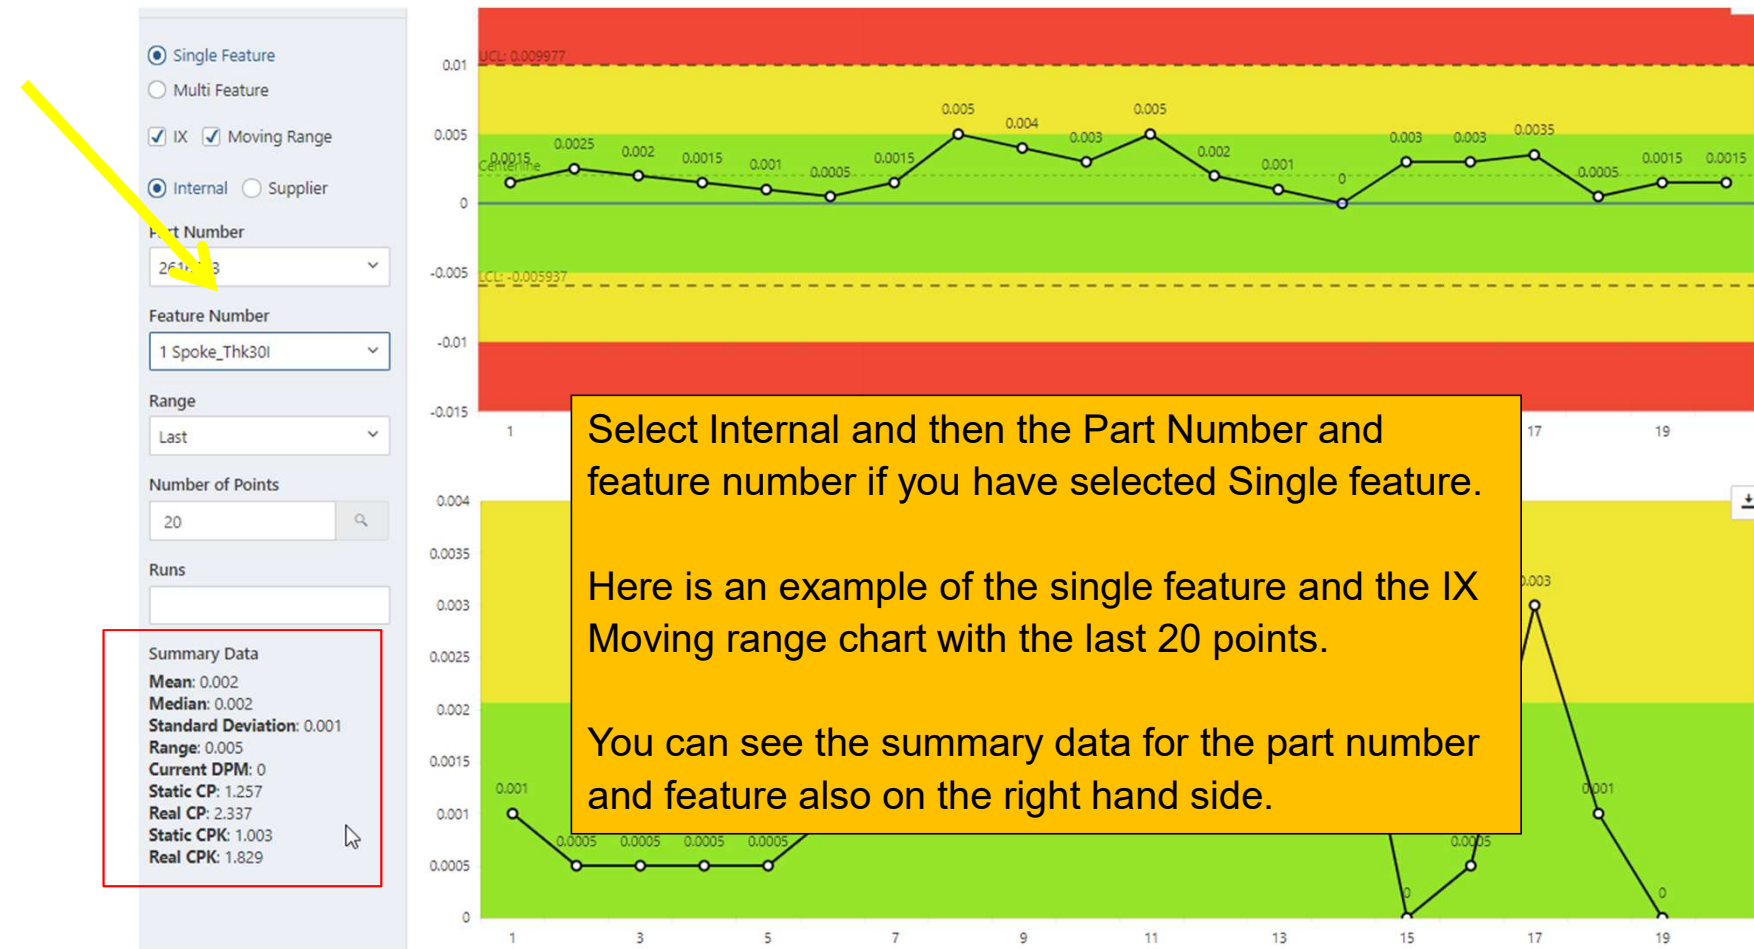 Single Feature
Multi Feature
IX Moving Range
Internal Supplier
Part Number
Feature Number
1 Spoke_Thk30I
Range
Last
Number of Points
20
Runs
Summary Data
Mean: 0.002
Median: 0.002
Standard Deviation: 0.001
Range: 0.005
Current DPM: 0
Static CP: 1.257
Real CP: 2.337
Static CPK: 1.003
Real CPK: 1.829
UCL: 0.009977
0.01
0.005
0
-0.005
-0.01
-0.015
Centerline
LCL: -0.005937
0.0015 0.0025 0.002 0.0015 0.001 0.0005 0.0015 0.005 0.004 0.003 0.005 0.002 0.001 0 0.003 0.003 0.0035 0.0005 0.0015 0.0015
1 17 19
Select Internal and then the Part Number and
feature number if you have selected Single feature.
Here is an example of the single feature and the IX
Moving range chart with the last 20 points.
You can see the summary data for the part number
and feature also on the right hand side.
0.004
0.0035
0.003
0.0025
0.002
0.0015
0.001
0.0005
0
0.001 0.0005 0.0005 0.0005 0.0005 0 0.0005 0.003 0.001 0
1 3 5 7 9 11 13 15 17 19